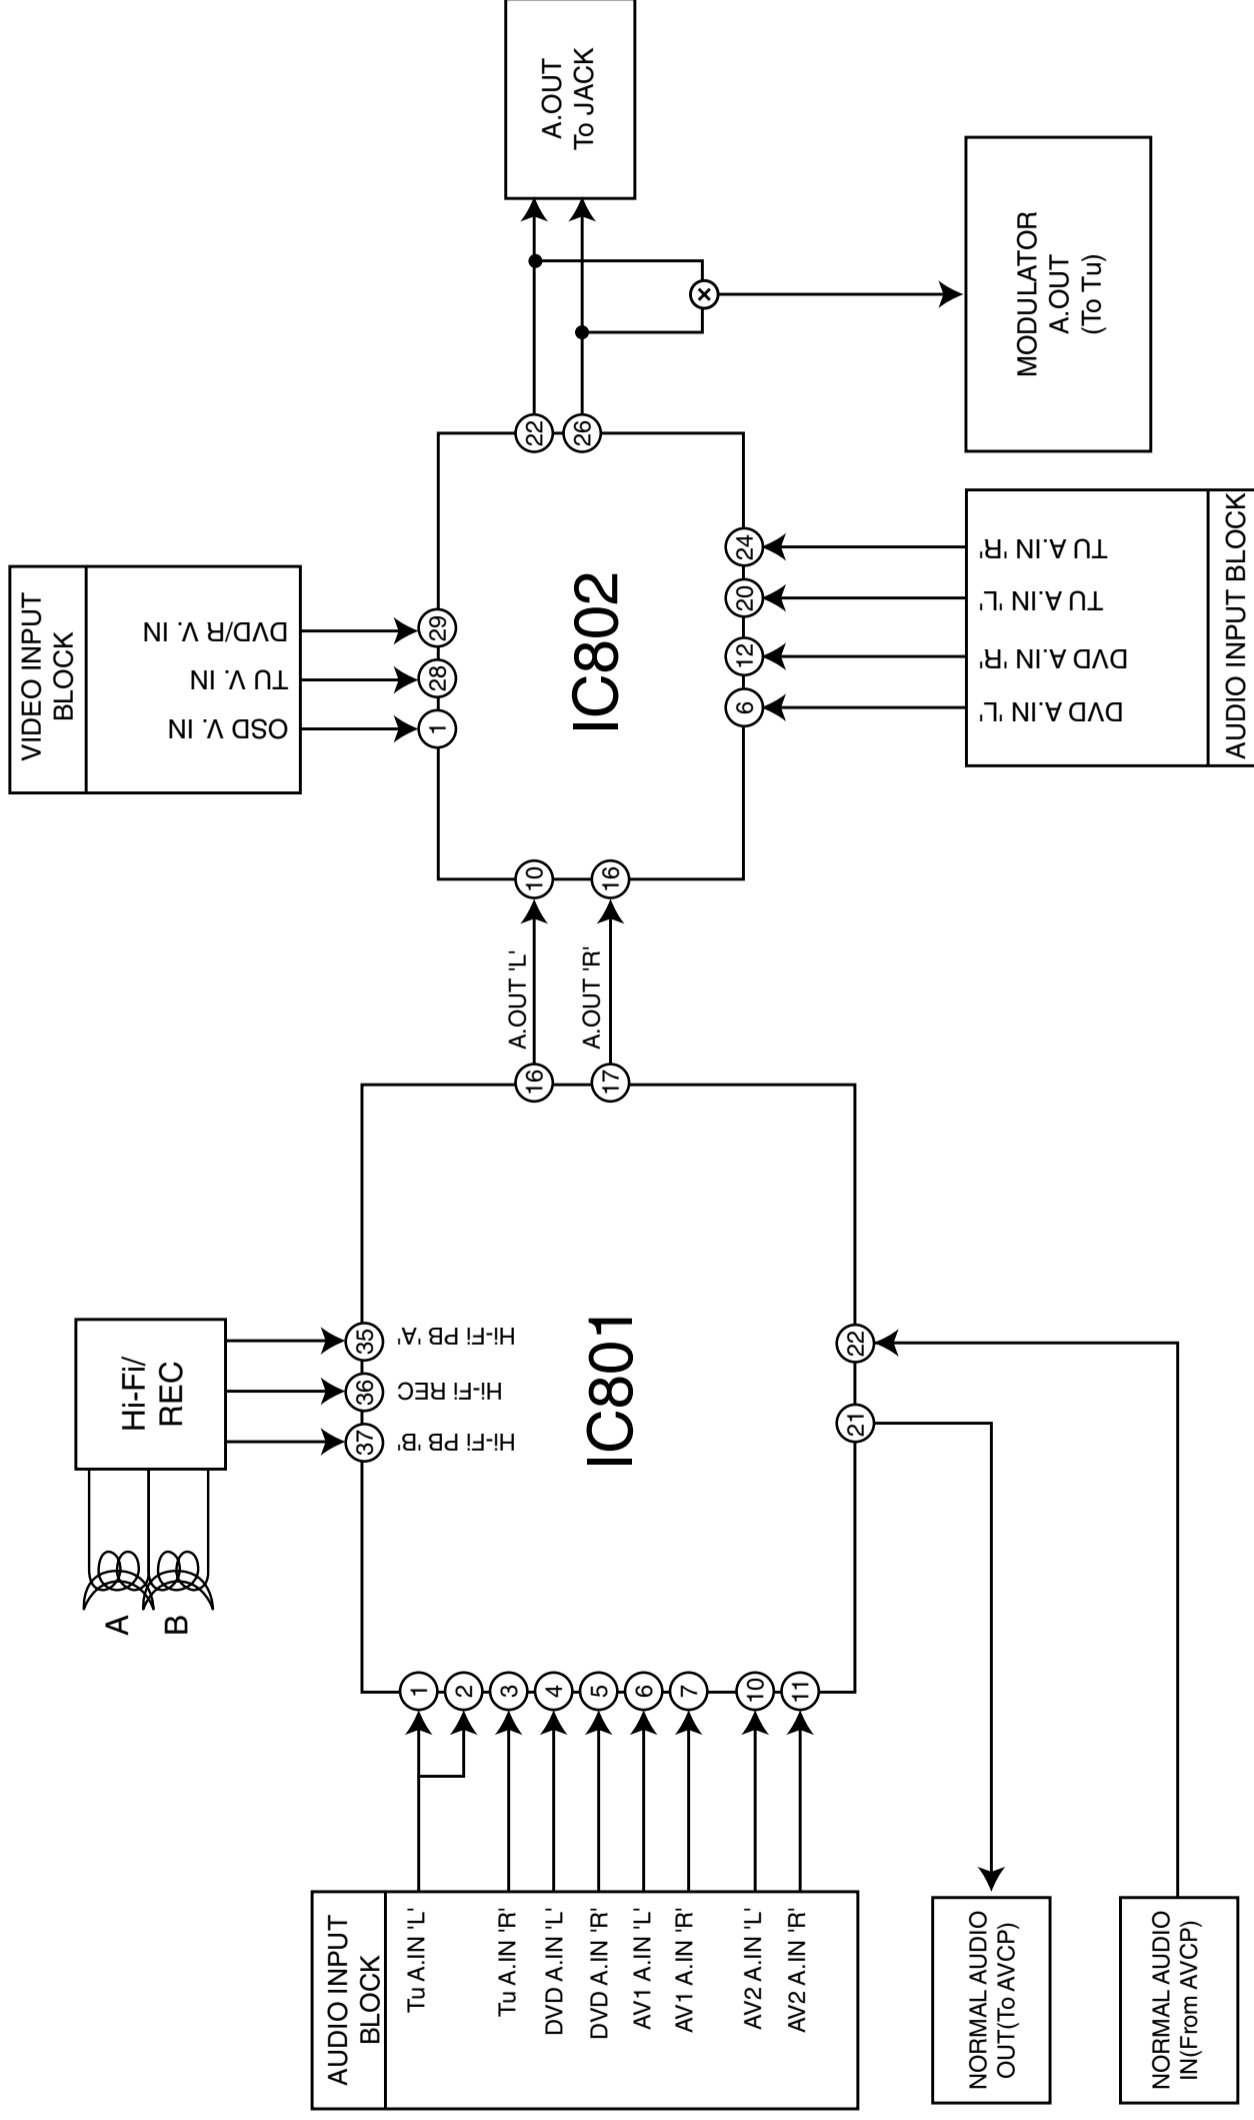 AUDIO INPUT
BLOCK
Tu A.IN 'L'
Tu A.IN 'R'
DVD A.IN 'L'
DVD A.IN 'R'
AV1 A.IN 'L'
AV1 A.IN 'R'
AV2 A.IN 'L'
AV2 A.IN 'R'
1
2
3
4
5
6
7
10
11
NORMAL AUDIO
OUT(To AVCP)
NORMAL AUDIO
IN(From AVCP)
A
B
Hi-Fi/
REC
37
36
35
Hi-Fi PB 'B'
Hi-Fi REC
Hi-Fi PB 'A'
IC801
21
22
16
17
A.OUT 'L'
A.OUT 'R'
10
16
VIDEO INPUT
BLOCK
OSD V. IN
TU V. IN
DVD/R V. IN
1
28
29
IC802
6
12
20
24
DVD A.IN 'L'
DVD A.IN 'R'
TU A.IN 'L'
TU A.IN 'R'
AUDIO INPUT BLOCK
22
26
A.OUT
To JACK
MODULATOR
A.OUT
(To Tu)